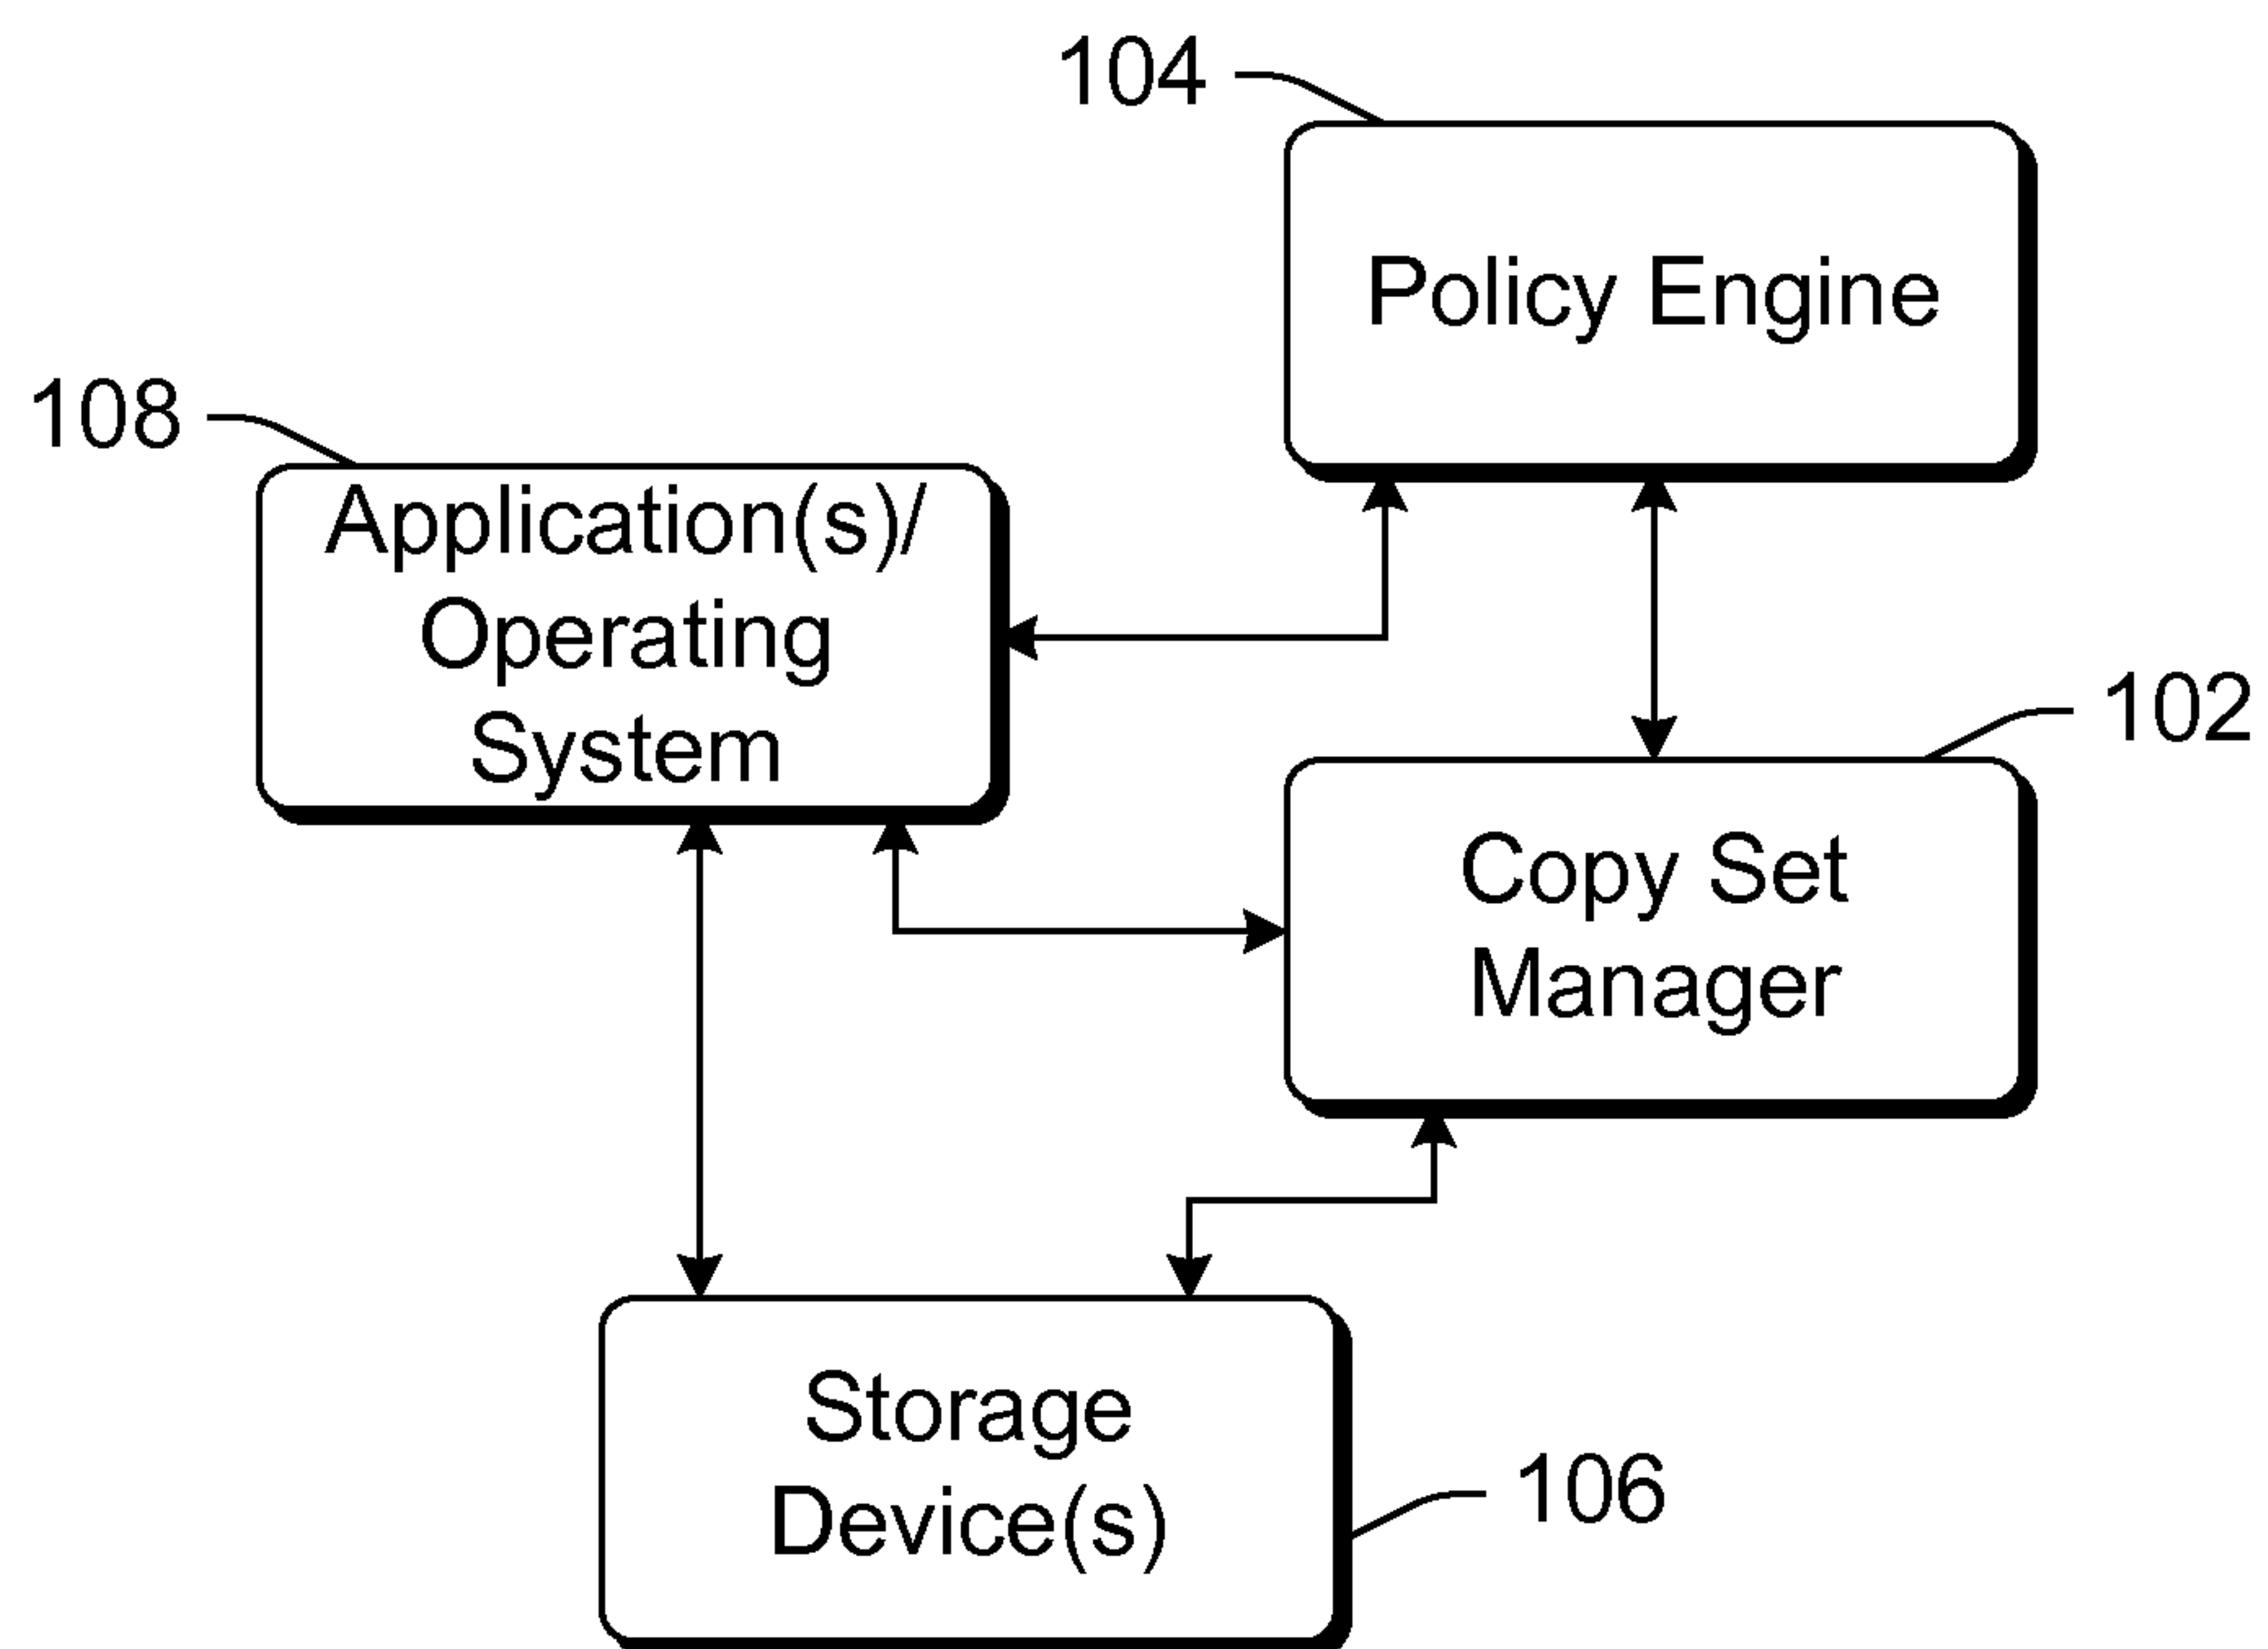 104
Policy Engine
108
Application(s)/
Operating
System
102
Copy Set
Manager
Storage
Device(s)
106